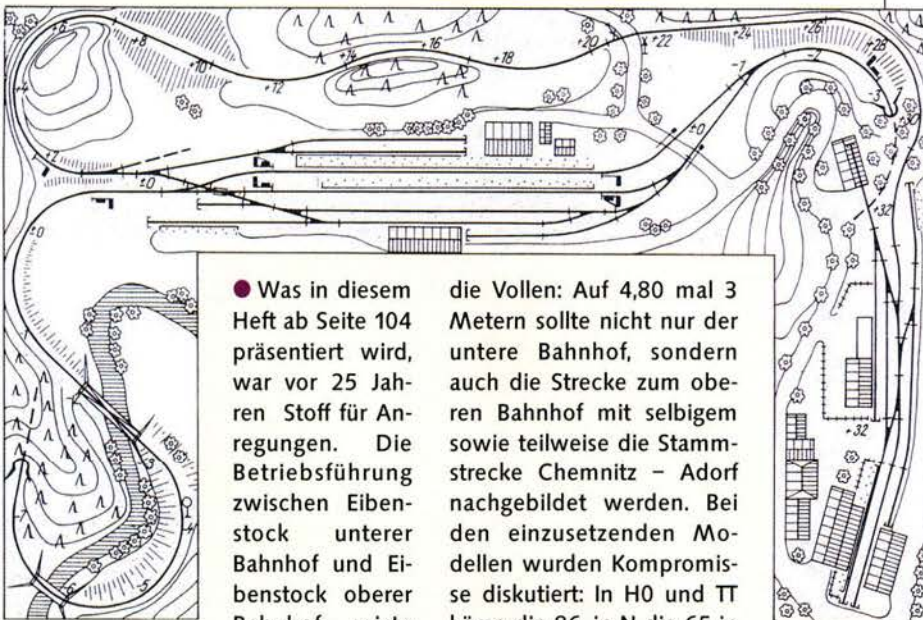 +6
+8
+10
+12
+14
+16
+18
+20
+22
+24
+26
+28
-1
-2
-3
+4
+2
±0
±0
±0
+32
+32
-7
-6
-5
● Was in diesem
Heft ab Seite 104
präsentiert wird,
war vor 25 Jah-
ren Stoff für An-
regungen. Die
Betriebsführung
zwischen Eiben-
stock unterer
Bahnhof und Ei-
benstock oberer
die Vollen: Auf 4,80 mal 3
Metern sollte nicht nur der
untere Bahnhof, sondern
auch die Strecke zum obe-
ren Bahnhof mit selbigem
sowie teilweise die Stamm-
strecke Chemnitz – Adorf
nachgebildet werden. Bei
den einzusetzenden Mo-
dellen wurden Kompromis-
se diskutiert: In H0 und TT